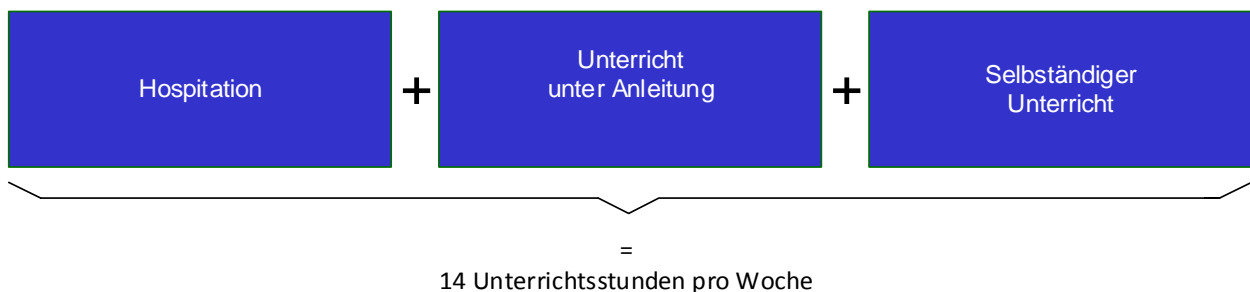 Hospitation
+
Unterricht
unter Anleitung
+
Selbständiger
Unterricht
=
14 Unterrichtsstunden pro Woche